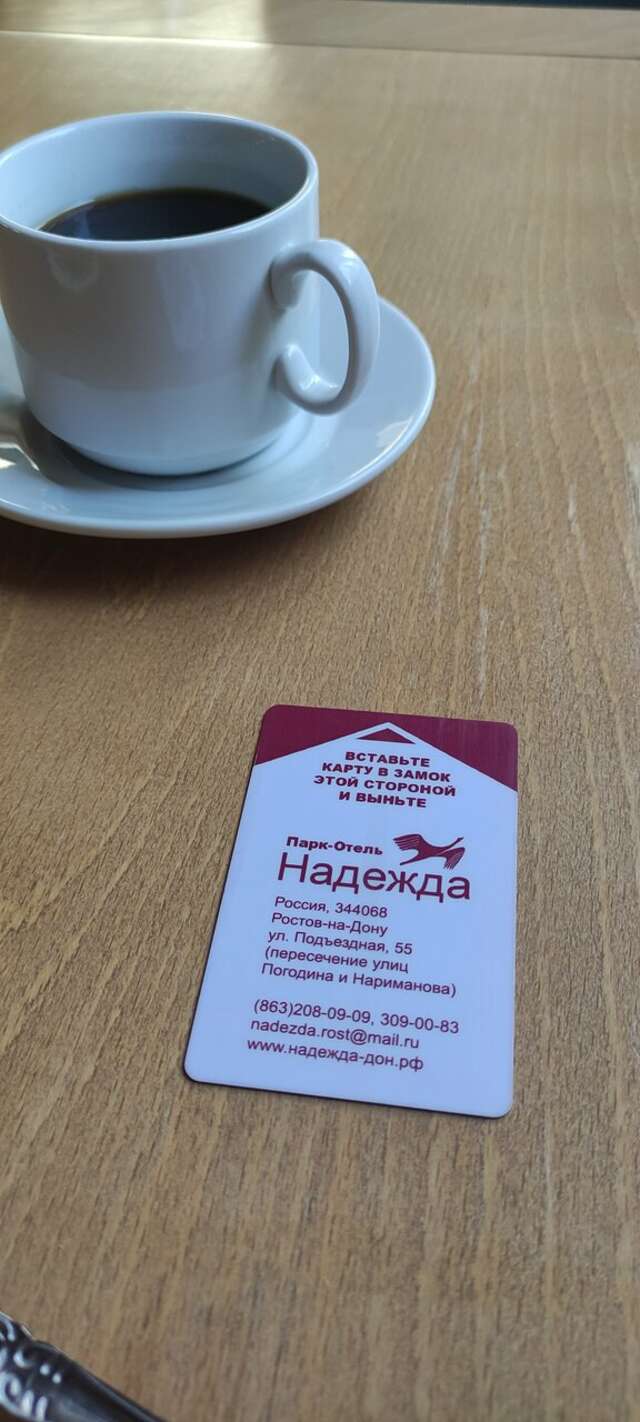 ВСТАВЬТЕ
КАРТУ В ЗАМОК
ЭТОЙ СТОРОНОЙ
И ВЫНЬТЕ
Парк-Отель
Надежда
Россия, 344068
Ростов-на-Дону
ул. Подъездная, 55
(пересечение улиц
Погодина и Нариманова)
(863)208-09-09, 309-00-83
nadezda.rost@mail.ru
www.надежда-дон.рф